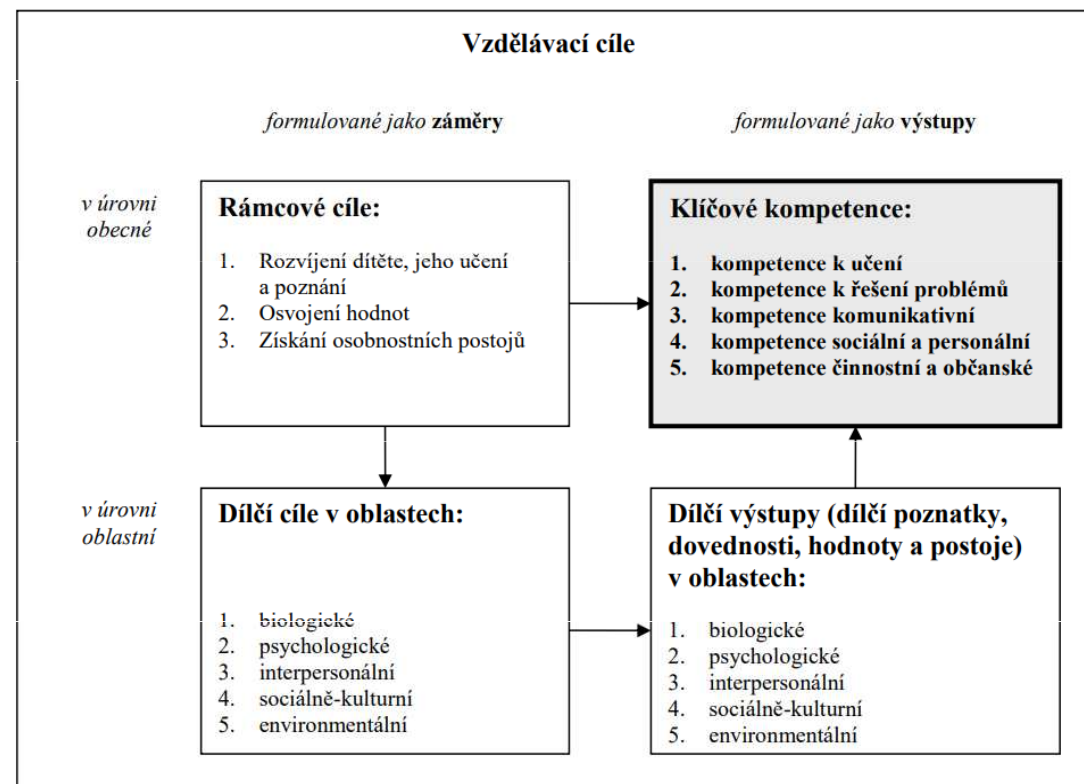 Vzdělávací cíle
formulované jako záměry
formulované jako výstupy
v úrovni
obecné
Rámcové cíle:
1. Rozvíjení dítěte, jeho učení
a poznání
2. Osvojení hodnot
3. Získání osobnostních postojů
Klíčové kompetence:
1. kompetence k učení
2. kompetence k řešení problémů
3. kompetence komunikativní
4. kompetence sociální a personální
5. kompetence činnostní a občanské
v úrovni
oblastní
Dílčí cíle v oblastech:
1. biologické
2. psychologické
3. interpersonální
4. sociálně-kulturní
5. environmentální
Dílčí výstupy (dílčí poznatky,
dovednosti, hodnoty a postoje)
v oblastech:
1. biologické
2. psychologické
3. interpersonální
4. sociálně-kulturní
5. environmentální